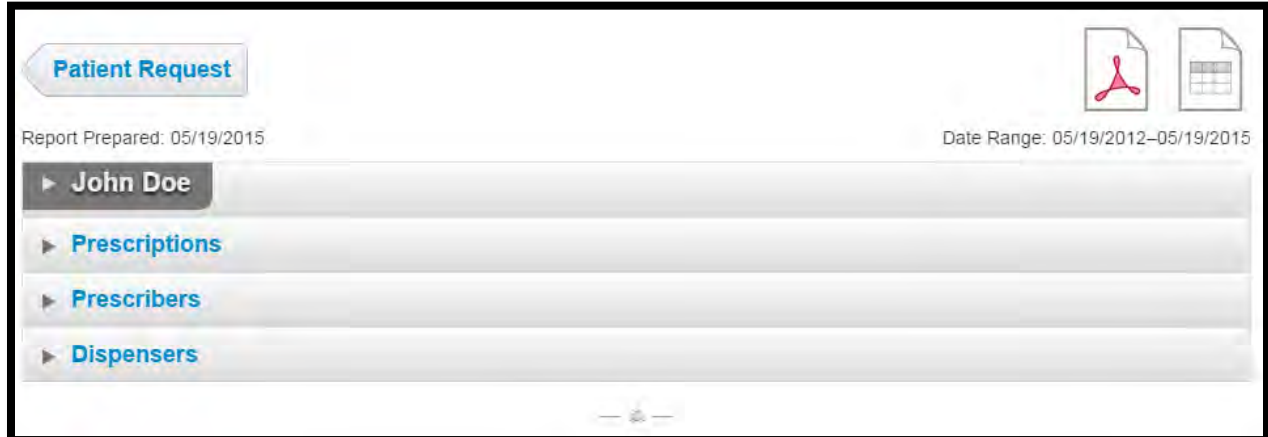 Patient Request
Report Prepared: 05/19/2015
Date Range: 05/19/2012–05/19/2015
John Doe
Prescriptions
Prescribers
Dispensers